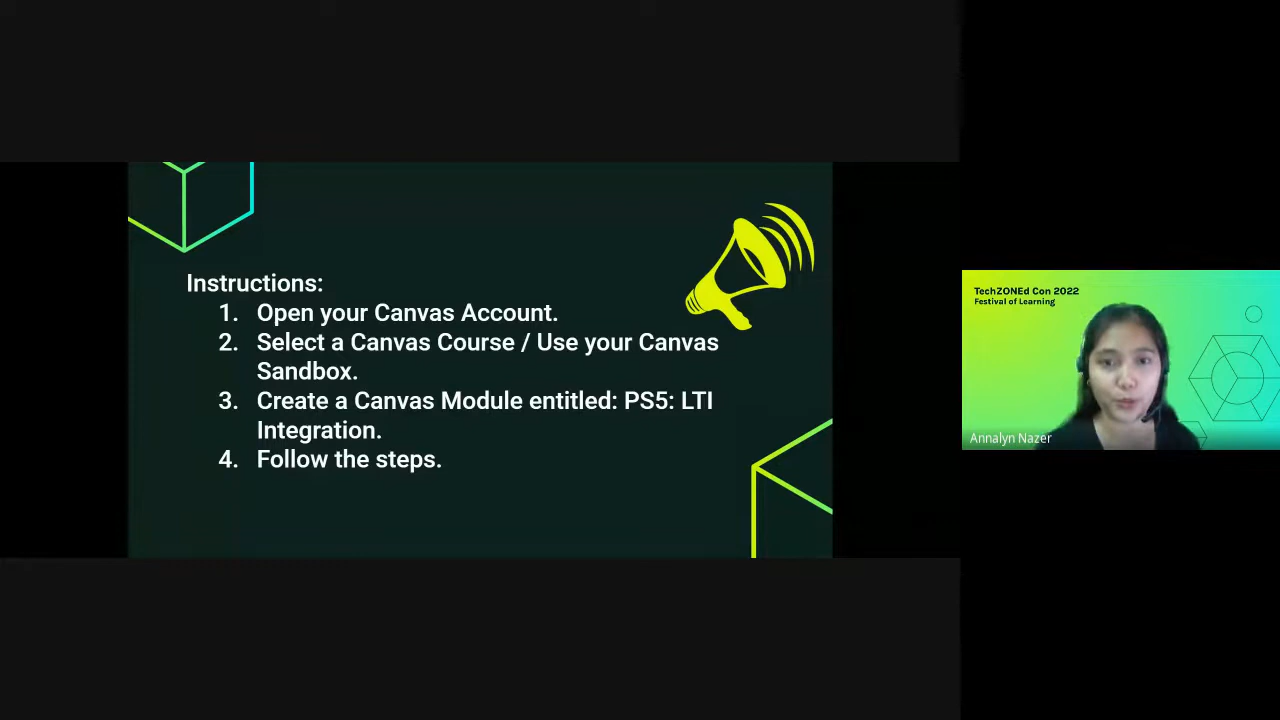 Instructions:
1. Open your Canvas Account.
2. Select a Canvas Course / Use your Canvas
Sandbox.
3. Create a Canvas Module entitled: PS5: LTI
Integration.
4. Follow the steps.
TechZONEd Con 2022
Festival of Learning
Annalyn Nazer